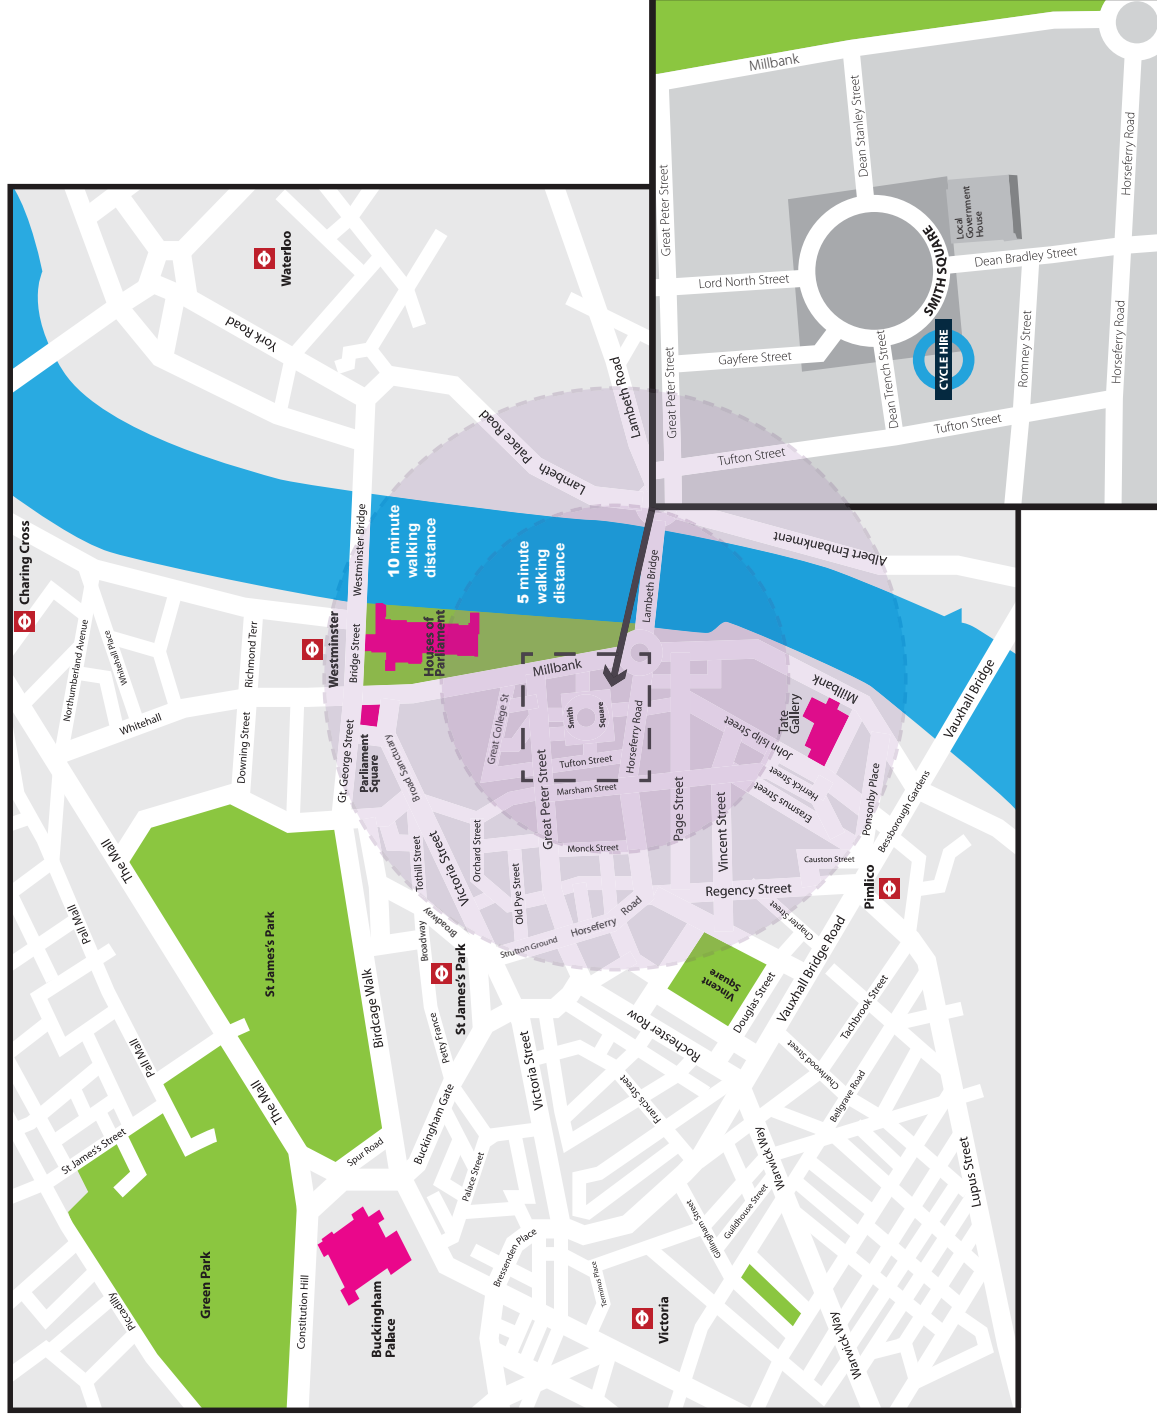 Millbank
Dean Stanley Street
Great Peter Street
Horseferry Road
Local
Government
House
SMITH SQUARE
Dean Bradley Street
Lord North Street
Gayfere Street
Dean Trench Street
CYCLE HIRE
Romney Street
Horseferry Road
Great Peter Street
Tufton Street
Tufton Street
Waterloo
York Road
Lambeth Road
Lambeth
Palace Road
Charing Cross
Northumberland Avenue
Whitehall Place
Richmond Terr
Whitehall
Downing Street
Westminster
Bridge Street
Westminster Bridge
10 minute
walking
distance
5 minute
walking
distance
Houses of
Parliament
Lambeth Bridge
Albert Embankment
Millbank
Gt. George Street
Parliament
Square
Broad Sanctuary
Great College St
Smith
Square
Tufton Street
Horseferry Road
Great Peter Street
Marsham Street
Monck Street
Page Street
Vincent Street
John Islip Street
Tate
Gallery
Millbank
Herrick Street
Erasmus Street
Ponsonby Place
Bessborough Gardens
Vauxhall Bridge
Causton Street
Pimlico
Regency Street
Chapter Street
Vauxhall Bridge Road
The Mall
Pall Mall
St James's Park
Birdcage Walk
Tothill Street
Victoria Street
Orchard Street
Old Pye Street
Broadway
Broadway
St James's Park
Strutton Ground
Horseferry
Road
Vincent
Square
Douglas Street
Rochester Row
Tachbrook Street
Charlwood Street
Bellgrave Road
Pall Mall
The Mall
St James's Street
Petty France
Buckingham Gate
Victoria Street
Francis Street
Spur Road
Palace Street
Warwick Way
Guildhouse Street
Gillingham Street
Lupus Street
Green Park
Piccadilly
Constitution Hill
Buckingham
Palace
Bressenden Place
Terminus Place
Victoria
Warwick Way